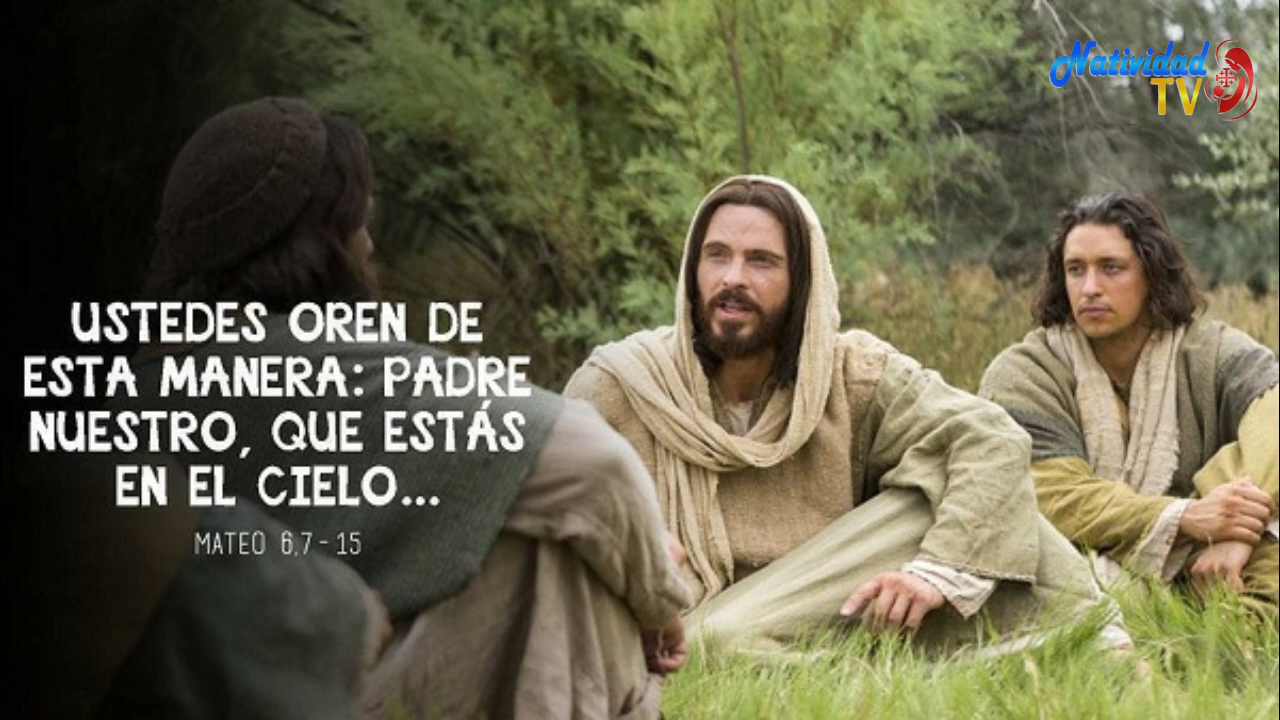 Natividad
TV
USTEDES OREN DE
ESTA MANERA: PADRE
NUESTRO, QUE ESTÁS
EN EL CIELO...
MATEO 6,7-15